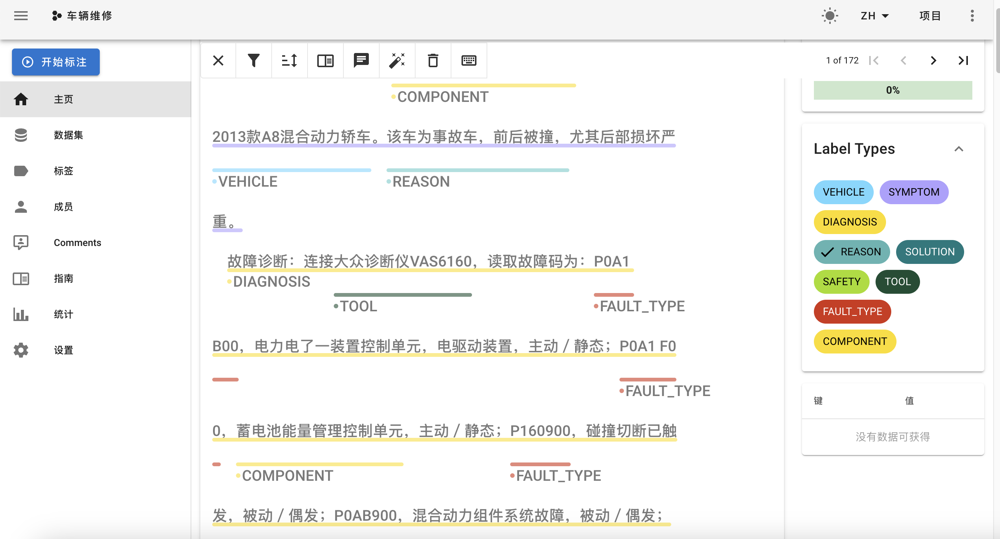 车辆维修
ZH
项目
开始标注
1 of 172
主页
数据集
标签
成员
Comments
指南
统计
设置
COMPONENT
2013款A8混合动力轿车。该车为事故车，前后被撞，尤其后部损坏严
VEHICLE
REASON
重。
故障诊断：连接大众诊断仪VAS6160，读取故障码为：P0A1
DIAGNOSIS
TOOL
FAULT_TYPE
B00，电力电了一装置控制单元，电驱动装置，主动／静态；P0A1 F0
FAULT_TYPE
0，蓄电池能量管理控制单元，主动／静态；P160900，碰撞切断已触
COMPONENT
FAULT_TYPE
发，被动／偶发；P0AB900，混合动力组件系统故障，被动／偶发；
0%
Label Types
VEHICLE
SYMPTOM
DIAGNOSIS
REASON
SOLUTION
SAFETY
TOOL
FAULT_TYPE
COMPONENT
键
值
没有数据可获得